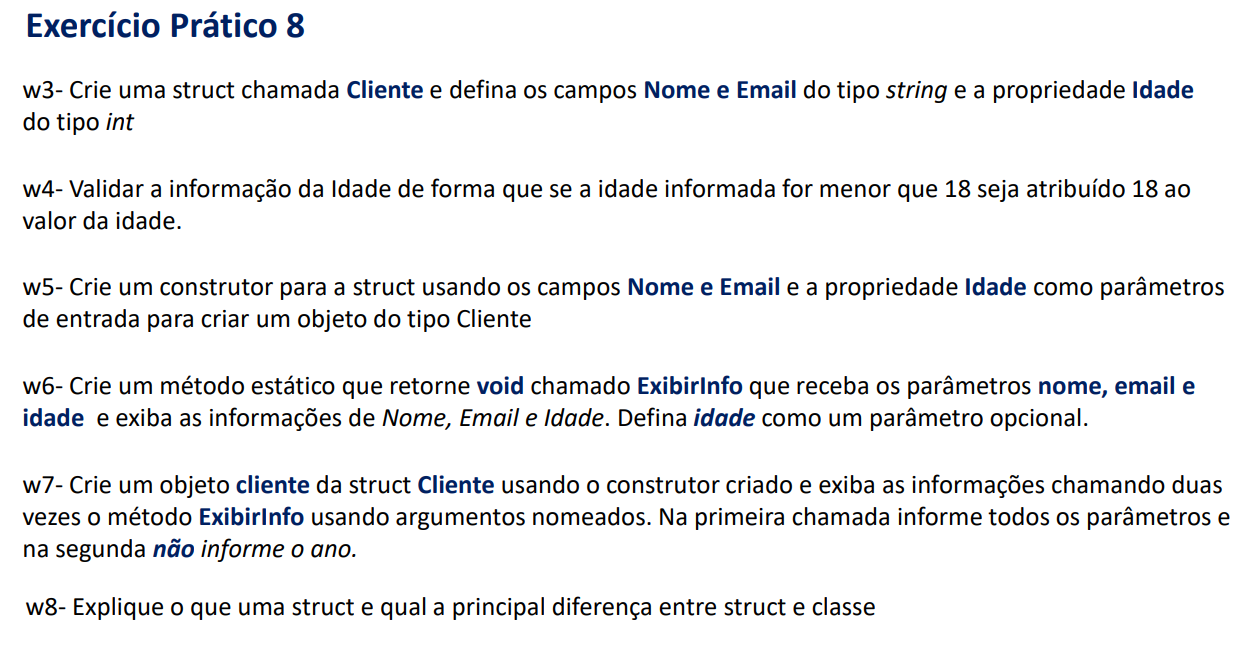 Exercício Prático 8
w3- Crie uma struct chamada Cliente e defina os campos Nome e Email do tipo string e a propriedade Idade
do tipo int
w4- Validar a informação da Idade de forma que se a idade informada for menor que 18 seja atribuído 18 ao
valor da idade.
w5- Crie um construtor para a struct usando os campos Nome e Email e a propriedade Idade como parâmetros
de entrada para criar um objeto do tipo Cliente
w6- Crie um método estático que retorne void chamado ExibirInfo que receba os parâmetros nome, email e
idade e exiba as informações de Nome, Email e Idade. Defina idade como um parâmetro opcional.
w7- Crie um objeto cliente da struct Cliente usando o construtor criado e exiba as informações chamando duas
vezes o método ExibirInfo usando argumentos nomeados. Na primeira chamada informe todos os parâmetros e
na segunda não informe o ano.
w8- Explique o que uma struct e qual a principal diferença entre struct e classe